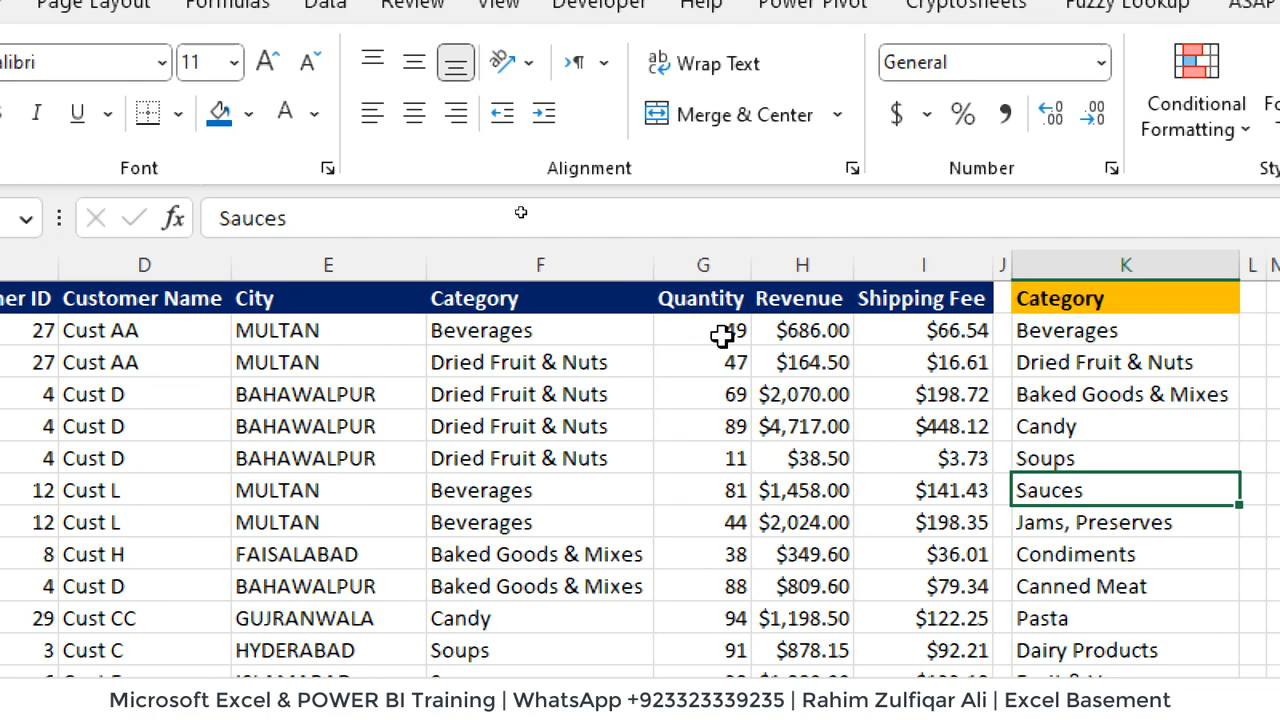 Page Layout Formulas Data Review View Developer Help Power Pivot Cryptosheets Fuzzy Lookup ASAP
alibri 11 A A ab Wrap Text General
I U A Merge & Center $ % , Conditional
Formatting
Font Alignment Number
fx Sauces
D E F G H I J K L
er ID Customer Name City Category Quantity Revenue Shipping Fee Category
27 Cust AA MULTAN Beverages 49 $686.00 $66.54 Beverages
27 Cust AA MULTAN Dried Fruit & Nuts 47 $164.50 $16.61 Dried Fruit & Nuts
4 Cust D BAHAWALPUR Dried Fruit & Nuts 69 $2,070.00 $198.72 Baked Goods & Mixes
4 Cust D BAHAWALPUR Dried Fruit & Nuts 89 $4,717.00 $448.12 Candy
4 Cust D BAHAWALPUR Dried Fruit & Nuts 11 $38.50 $3.73 Soups
12 Cust L MULTAN Beverages 81 $1,458.00 $141.43 Sauces
12 Cust L MULTAN Beverages 44 $2,024.00 $198.35 Jams, Preserves
8 Cust H FAISALABAD Baked Goods & Mixes 38 $349.60 $36.01 Condiments
4 Cust D BAHAWALPUR Baked Goods & Mixes 88 $809.60 $79.34 Canned Meat
29 Cust CC GUJRANWALA Candy 94 $1,198.50 $122.25 Pasta
3 Cust C HYDERABAD Soups 91 $878.15 $92.21 Dairy Products
Microsoft Excel & POWER BI Training | WhatsApp +923323339235 | Rahim Zulfiqar Ali | Excel Basement